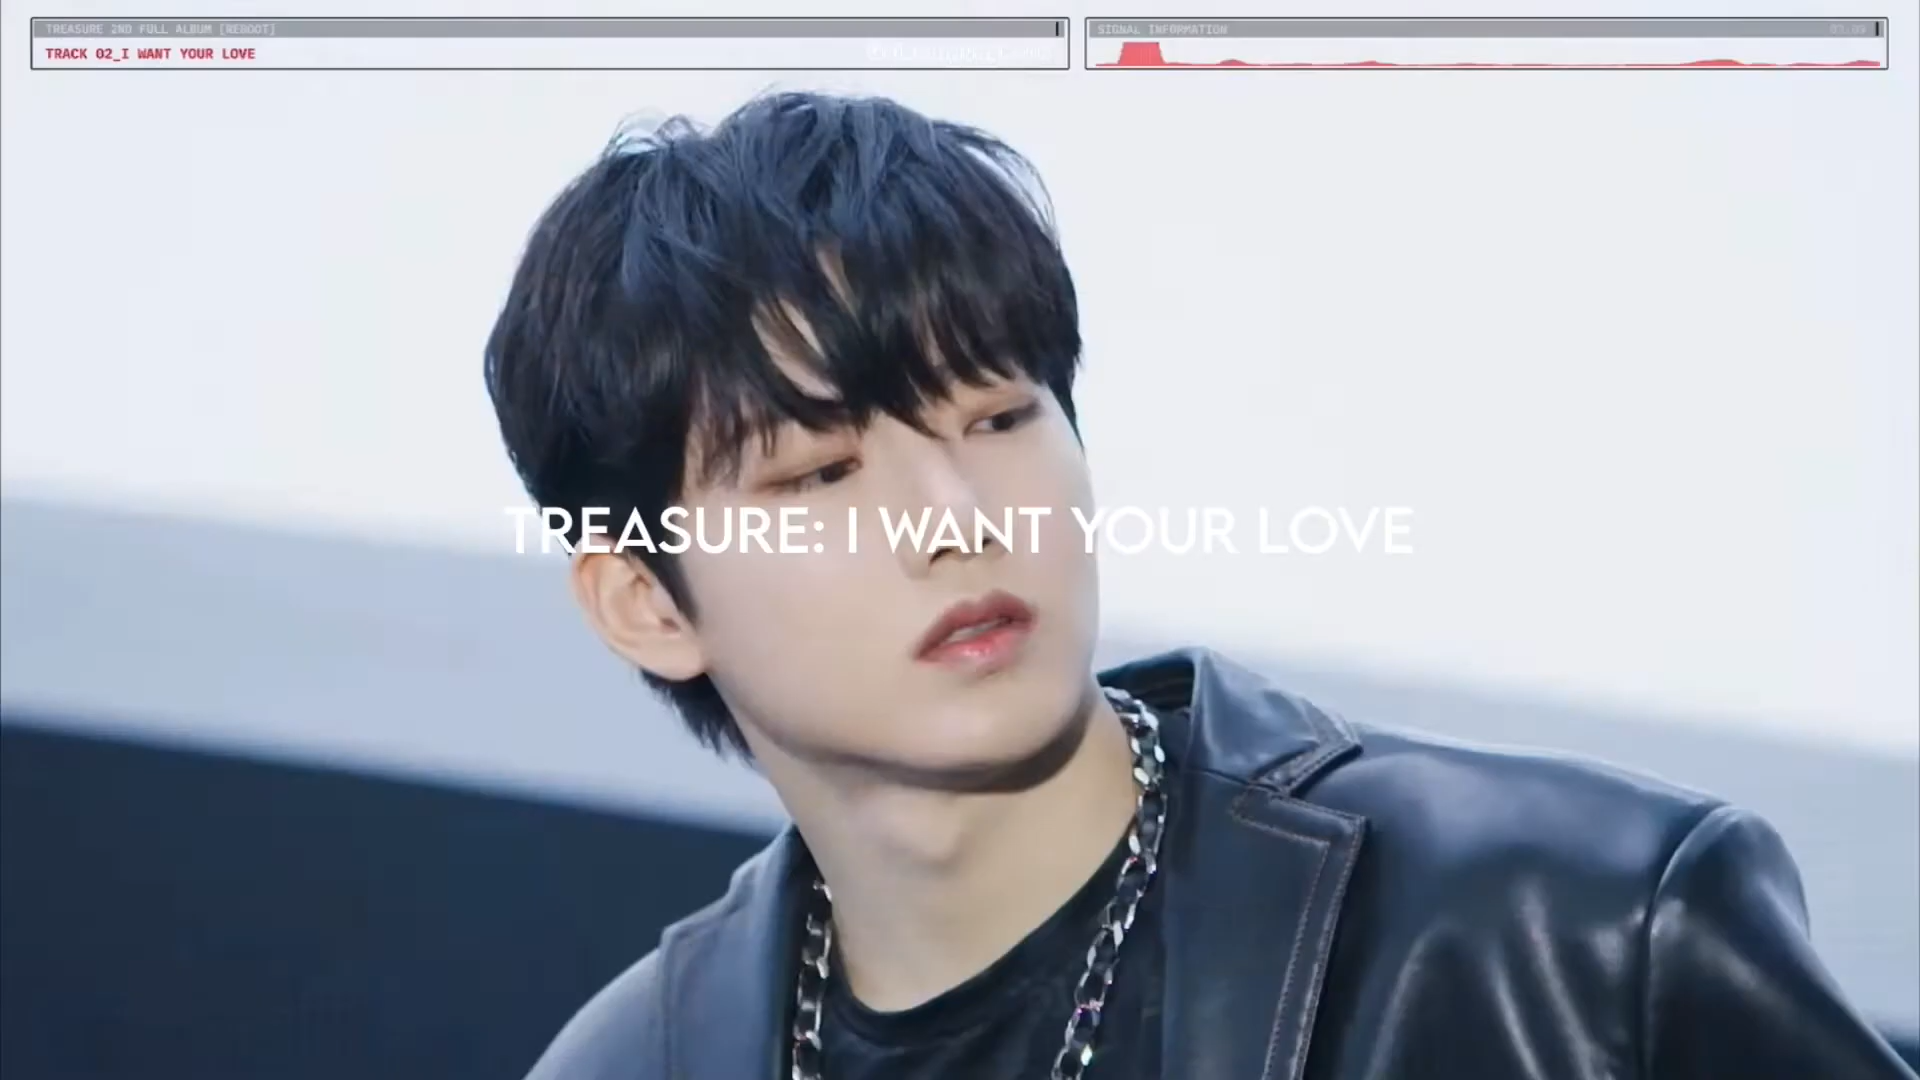 TREASURE 2ND FULL ALBUM [REBOOT]
TRACK 02_I WANT YOUR LOVE
SIGNAL INFORMATION
TREASURE: I WANT YOUR LOVE